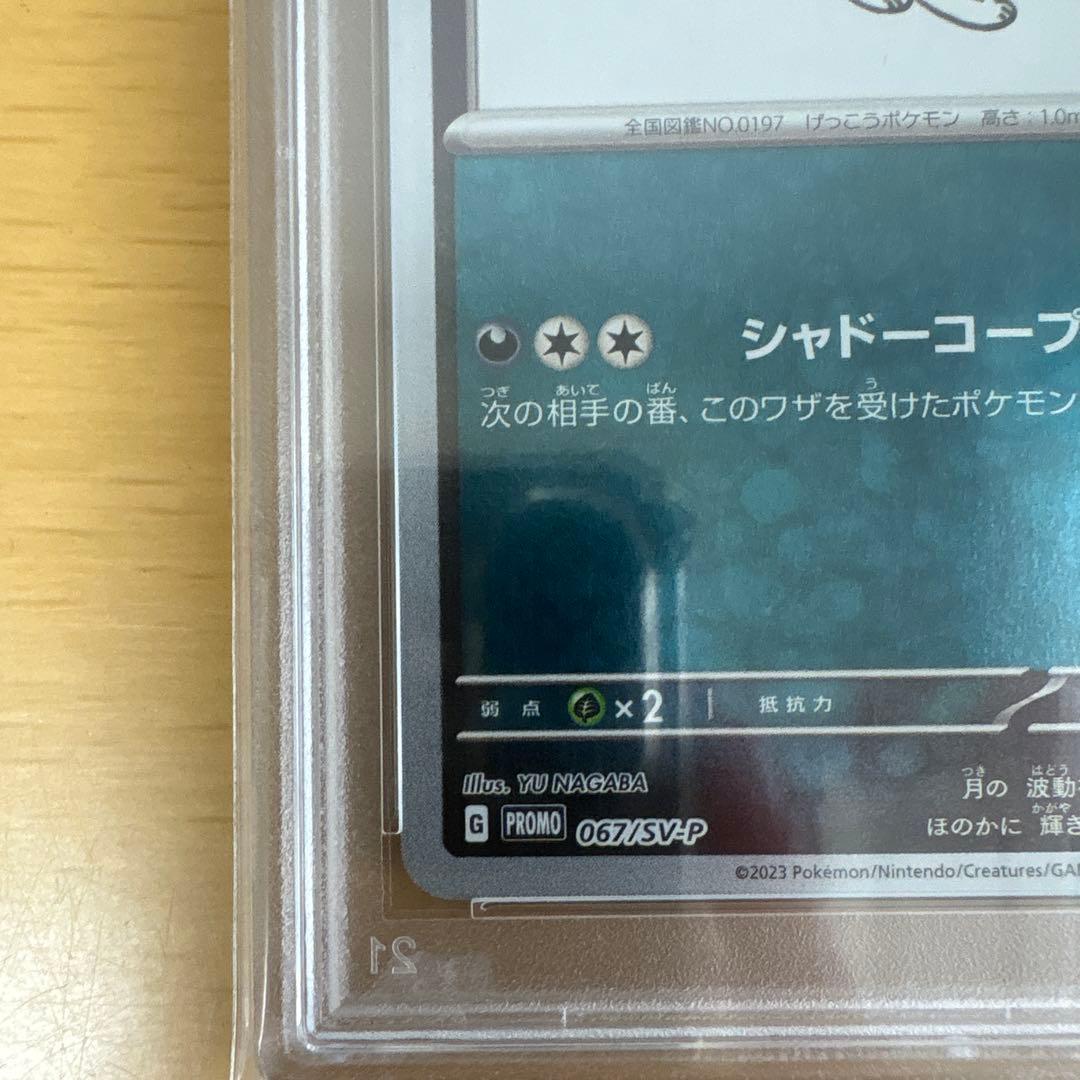 全国図鑑NO.0197 げっこうポケモン 高さ:1.0m
シャドーコープ
つぎ あいて ばん う
次の相手の番、このワザを受けたポケモン
弱点 ×2 抵抗力
Illus. YU NAGABA
つき はどう
月の 波動
G PROMO 067/SV-P
かがや
ほのかに 輝き
©2023 Pokémon/Nintendo/Creatures/GA
21